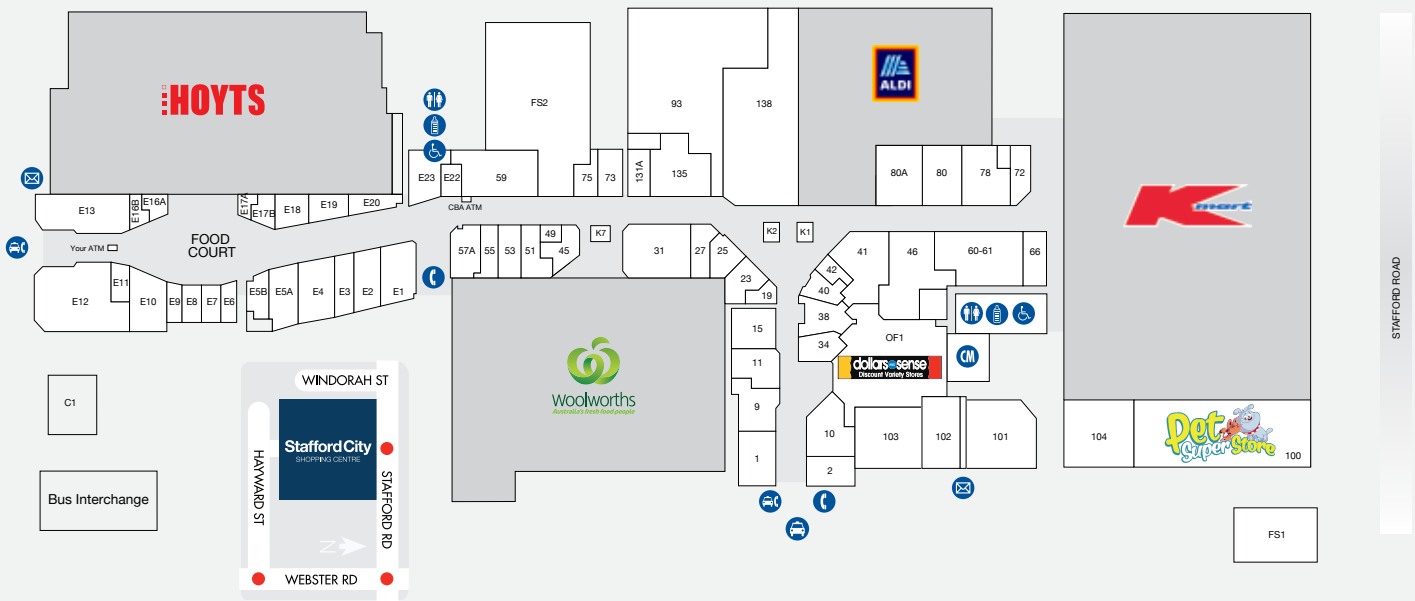 HOYTS
FS2
93
138
ALDI
Kmart
STAFFORD ROAD
E23
E22
59
75
73
131A
135
80A
80
78
72
CBA ATM
E13
E16B
E16A
E17A
E17B
E18
E19
E20
FOOD
COURT
Your ATM
E12
E11
E10
E9
E8
E7
E6
E5B
E5A
E4
E3
E2
E1
57A
55
53
51
49
45
K7
31
27
25
23
19
K2
K1
41
42
40
38
34
46
60-61
66
15
11
9
1
Woolworths
Australia's fresh food people
OF1
dollars sense
Discount Variety Stores
CM
10
2
103
102
101
104
Pet
Super Store
100
FS1
C1
Bus Interchange
WINDORAH ST
Stafford City
SHOPPING CENTRE
HAYWARD ST
STAFFORD RD
N
WEBSTER RD